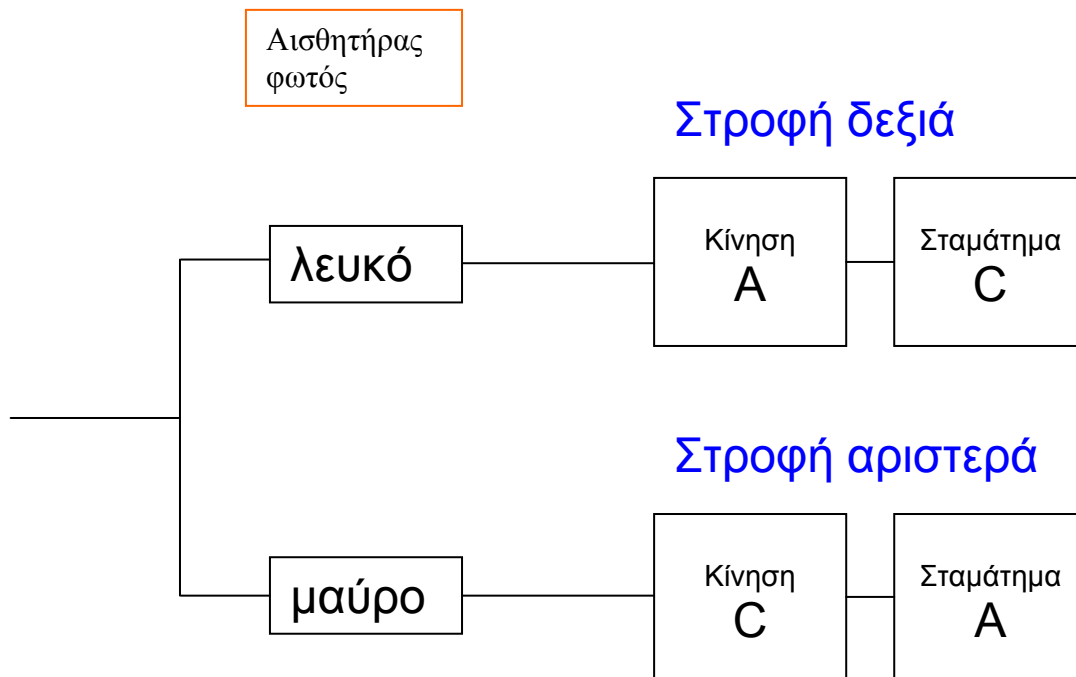 Αισθητήρας
φωτός
Στροφή δεξιά
λευκό
Κίνηση
A
Σταμάτημα
C
Στροφή αριστερά
μαύρο
Κίνηση
C
Σταμάτημα
A